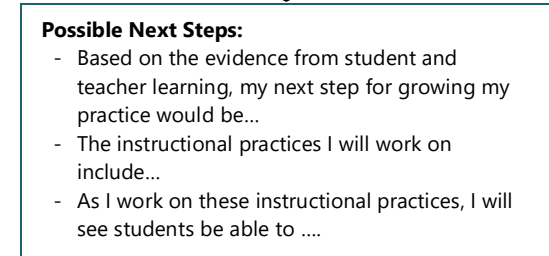 Possible Next Steps:
- Based on the evidence from student and
teacher learning, my next step for growing my
practice would be...
- The instructional practices I will work on
include...
- As I work on these instructional practices, I will
see students be able to ....